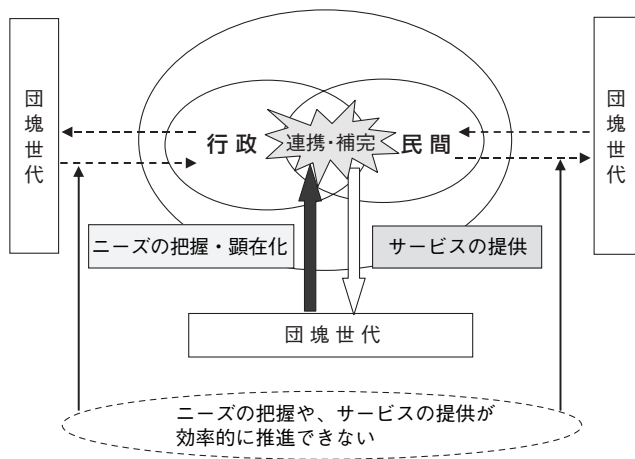 団塊世代
団塊世代
行政
連携・補完
民間
ニーズの把握・顕在化
サービスの提供
団塊世代
ニーズの把握や、サービスの提供が
効率的に推進できない